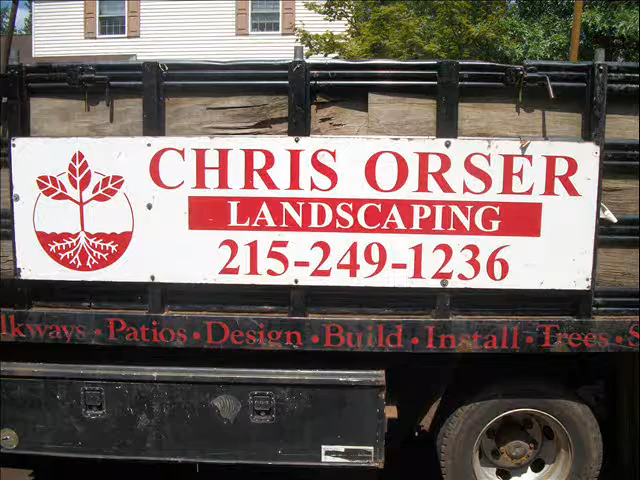 CHRIS ORSER
LANDSCAPING
215-249-1236
lkways • Patios • Design • Build • Install • Trees • S